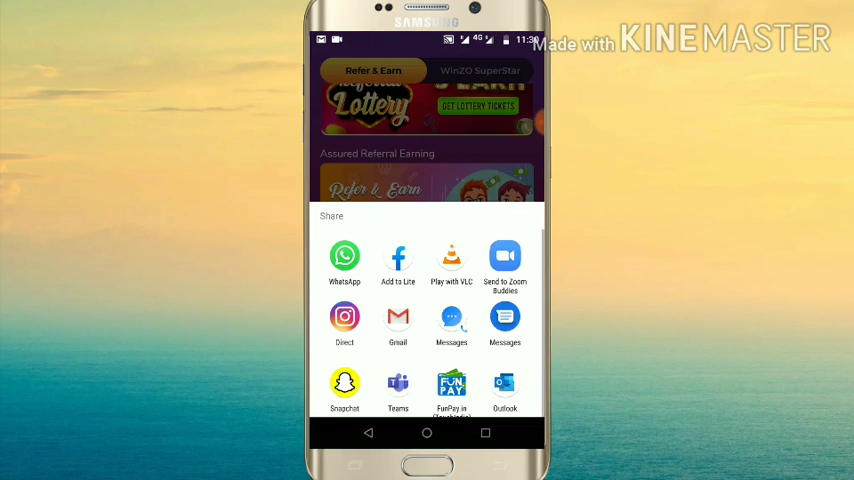 SAMSUNG
4G 11:30
Made with KINEMASTER
Refer & Earn WinZO SuperStar
Referral EARN
Lottery GET LOTTERY TICKETS
Assured Referral Earning
Refer & Earn
Share
WhatsApp Add to Lite Play with VLC Send to Zoom
Buddies
Direct Gmail Messages Messages
FUN
PAY
Snapchat Teams FunPay.in Outlook